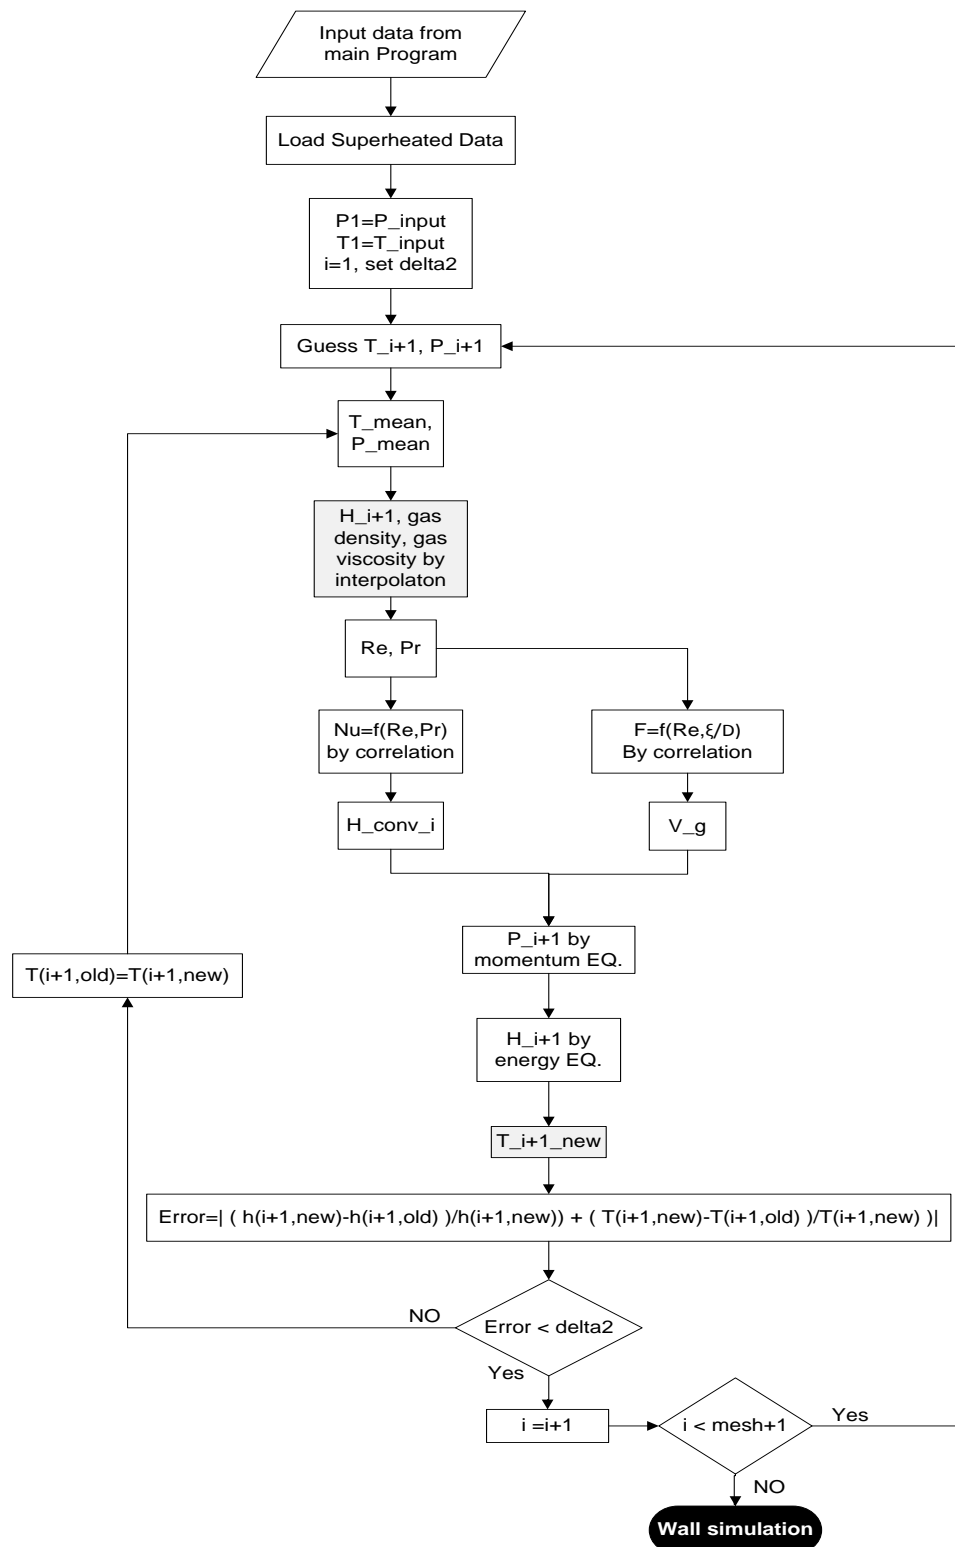 Input data from
main Program
Load Superheated Data
P1=P_input
T1=T_input
i=1, set delta2
Guess T_i+1, P_i+1
T_mean,
P_mean
H_i+1, gas
density, gas
viscosity by
interpolaton
Re, Pr
Nu=f(Re,Pr)
by correlation
F=f(Re,ξ/D)
By correlation
H_conv_i
V_g
P_i+1 by
momentum EQ.
T(i+1,old)=T(i+1,new)
H_i+1 by
energy EQ.
T_i+1_new
Error=| ( h(i+1,new)-h(i+1,old) )/h(i+1,new)) + ( T(i+1,new)-T(i+1,old) )/T(i+1,new) )|
NO
Error < delta2
Yes
i =i+1
i < mesh+1
Yes
NO
Wall simulation